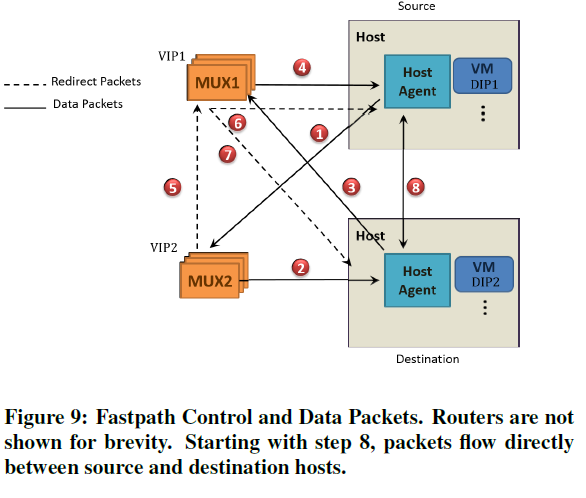 Source
Host
VIP1
MUX1
4
Host
Agent
VM
DIP1
Redirect Packets
Data Packets
6
1
7
5
3
8
VIP2
MUX2
2
Host
Host
Agent
VM
DIP2
Destination
Figure 9: Fastpath Control and Data Packets. Routers are not
shown for brevity. Starting with step 8, packets flow directly
between source and destination hosts.